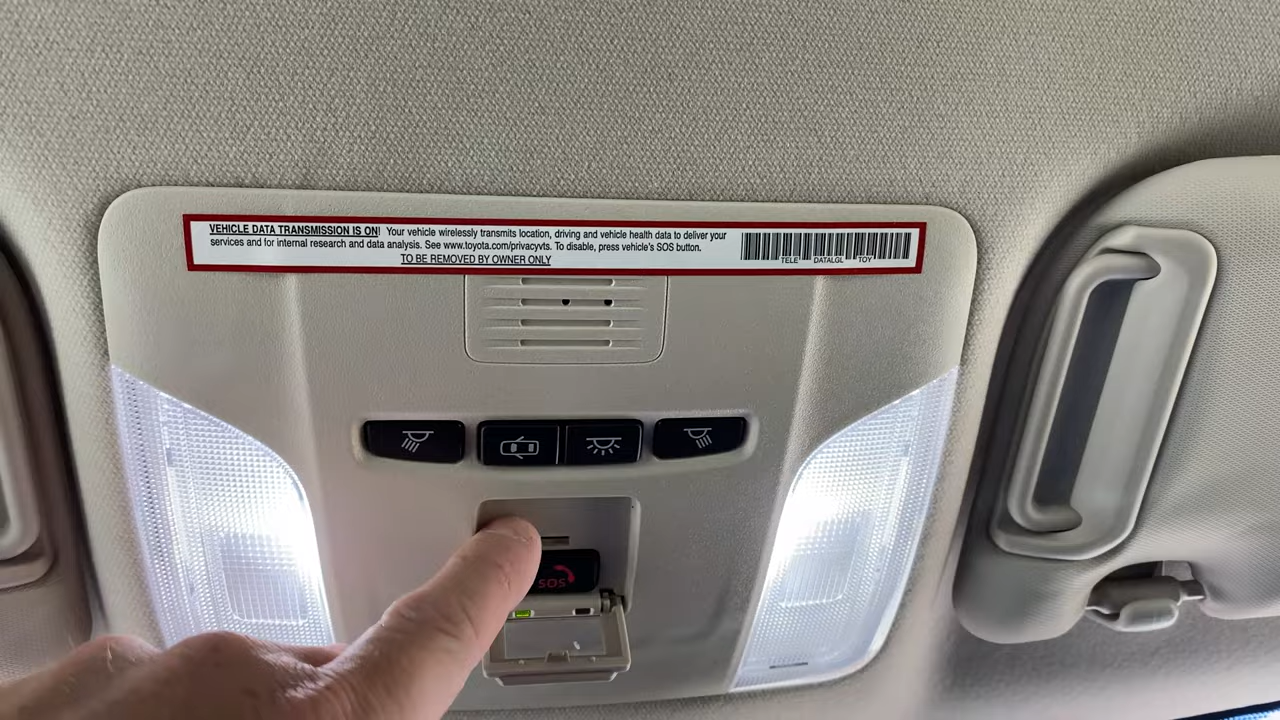 VEHICLE DATA TRANSMISSION IS ON! Your vehicle wirelessly transmits location, driving and vehicle health data to deliver your
services and for internal research and data analysis. See www.toyota.com/privacyvts. To disable, press vehicle's SOS button.
TO BE REMOVED BY OWNER ONLY
TELE DATALGL TOY
SOS